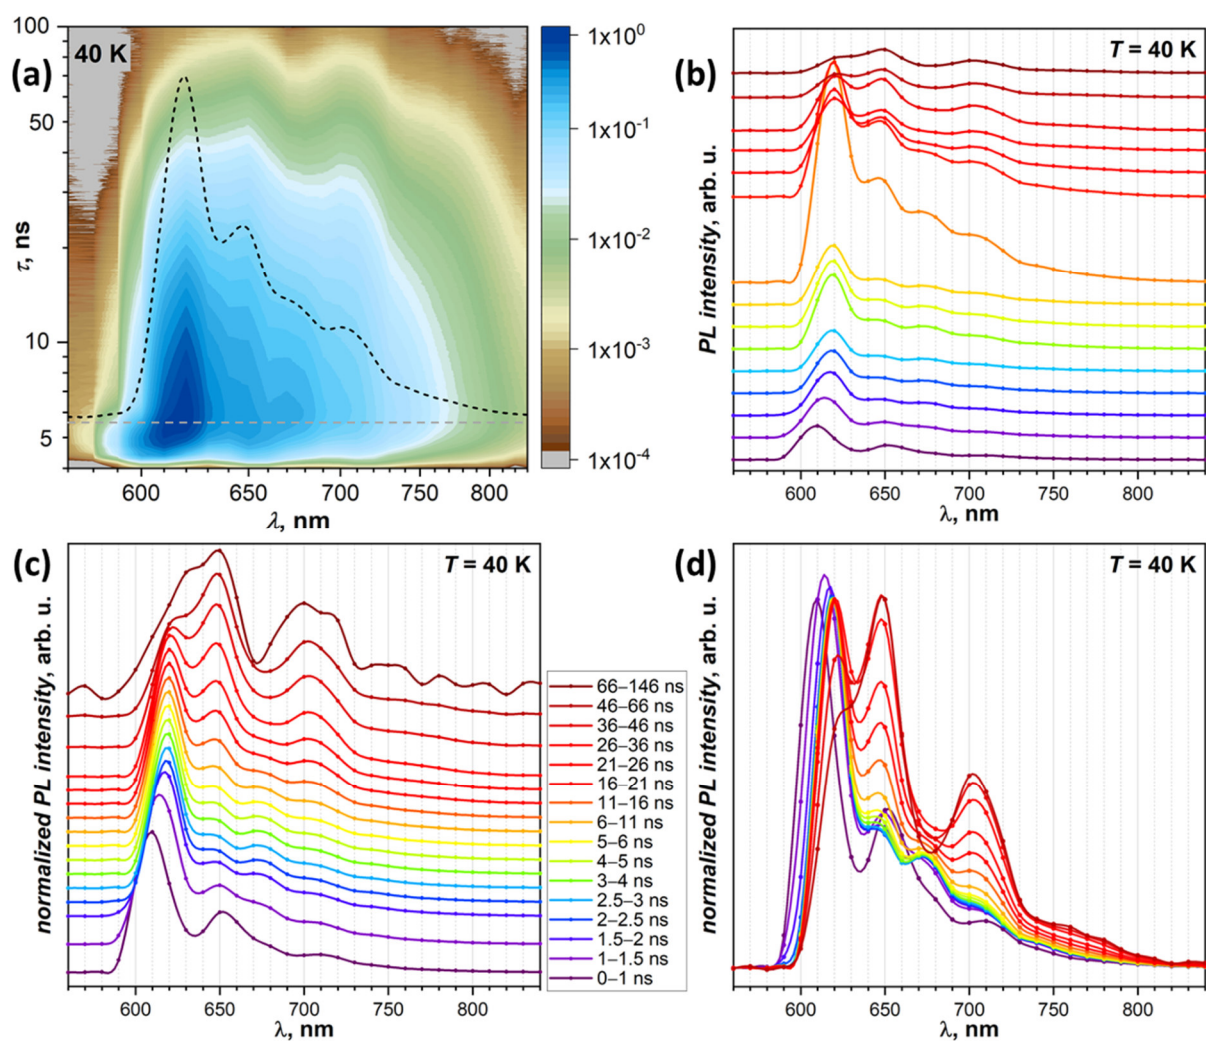 (a)
40 K
100
50
10
5
τ, ns
600 650 700 750 800
λ, nm
1x10⁰
1x10⁻¹
1x10⁻²
1x10⁻³
1x10⁻⁴
(b)
T = 40 K
PL intensity, arb. u.
600 650 700 750 800
λ, nm
(c)
T = 40 K
normalized PL intensity, arb. u.
600 650 700 750 800
λ, nm
66–146 ns
46–66 ns
36–46 ns
26–36 ns
21–26 ns
16–21 ns
11–16 ns
6–11 ns
5–6 ns
4–5 ns
3–4 ns
2.5–3 ns
2–2.5 ns
1.5–2 ns
1–1.5 ns
0–1 ns
(d)
T = 40 K
normalized PL intensity, arb. u.
600 650 700 750 800
λ, nm